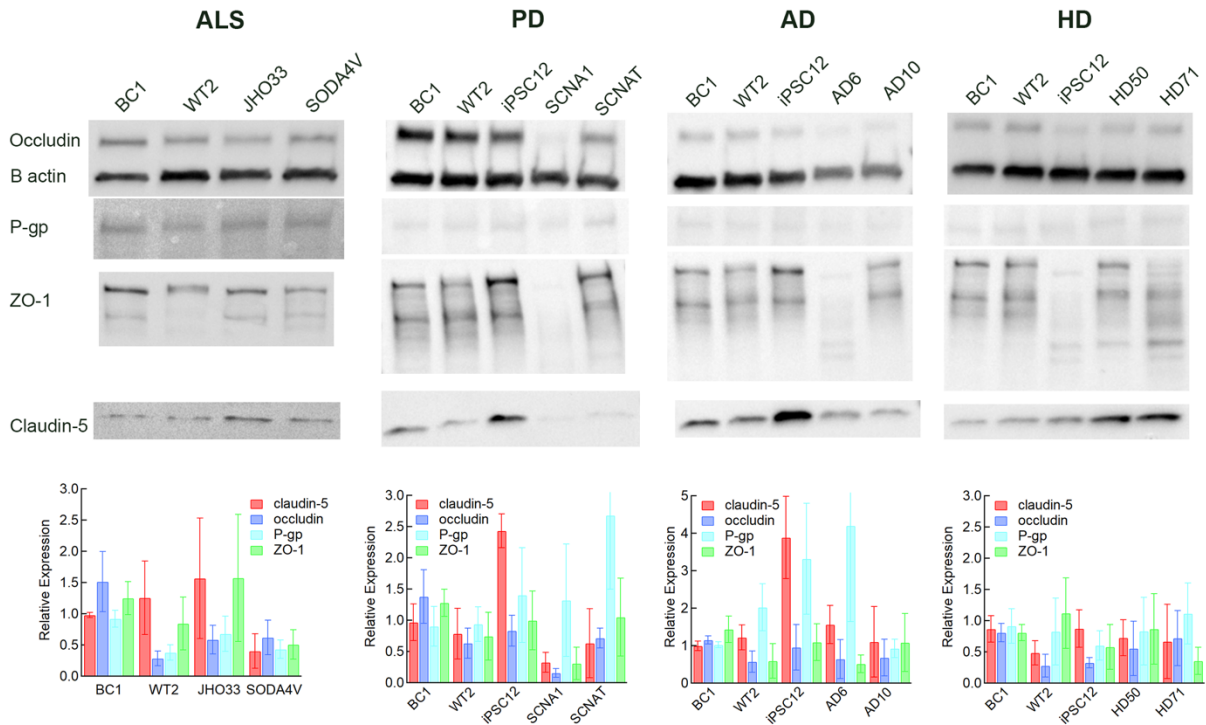 ALS PD AD HD
BC1 WT2 JHO33 SODA4V BC1 WT2 iPSC12 SCNA1 SCNAT BC1 WT2 iPSC12 AD6 AD10 BC1 WT2 iPSC12 HD50 HD71
Occludin
B actin
P-gp
ZO-1
Claudin-5
Relative Expression
3.0
2.5
2.0
1.5
1.0
0.5
0.0
claudin-5
occludin
P-gp
ZO-1
BC1 WT2 JHO33 SODA4V
Relative Expression
3.0
2.5
2.0
1.5
1.0
0.5
0.0
claudin-5
occludin
P-gp
ZO-1
BC1 WT2 iPSC12 SCNA1 SCNAT
Relative Expression
5
4
3
2
1
0
claudin-5
occludin
P-gp
ZO-1
BC1 WT2 iPSC12 AD6 AD10
Relative Expression
3.0
2.5
2.0
1.5
1.0
0.5
0.0
claudin-5
occludin
P-gp
ZO-1
BC1 WT2 iPSC12 HD50 HD71